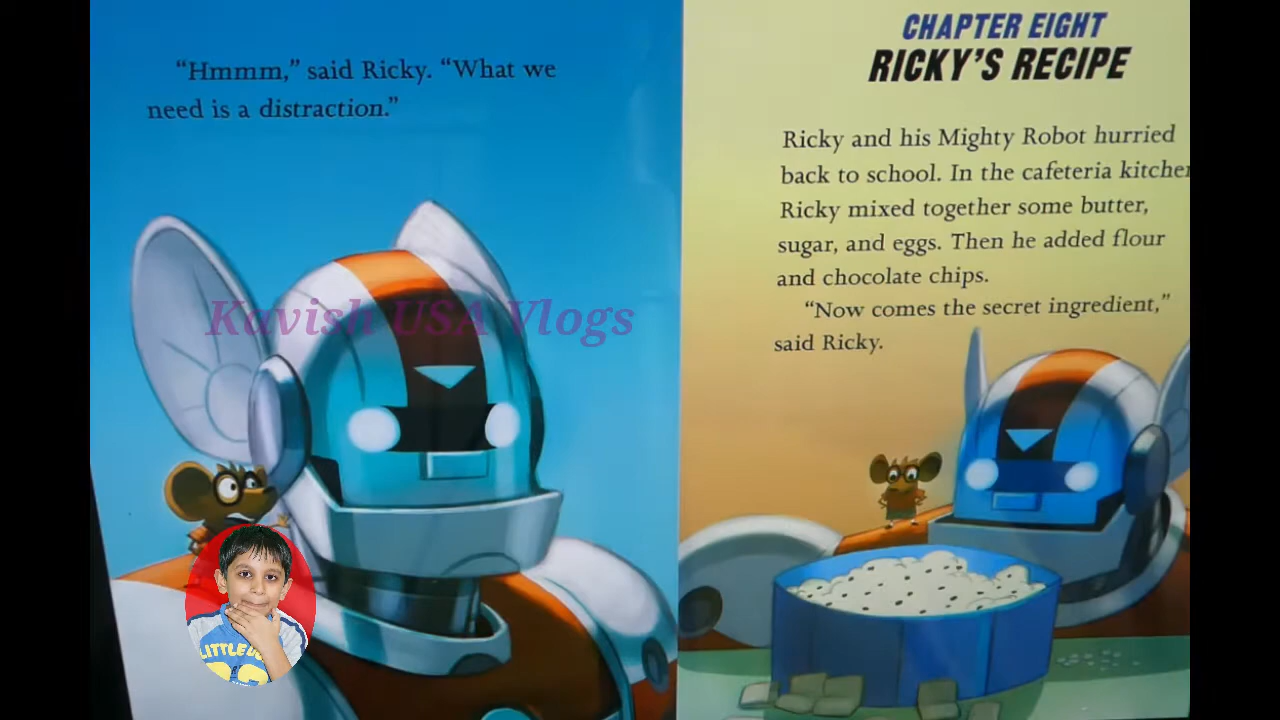 “Hmmm,” said Ricky. “What we
need is a distraction.”
Kavish USA Vlogs
CHAPTER EIGHT
RICKY’S RECIPE
Ricky and his Mighty Robot hurried
back to school. In the cafeteria
Ricky mixed together some butter,
sugar, and eggs. Then he added flour
and chocolate chips.
“Now comes the secret ingredient,”
said Ricky.